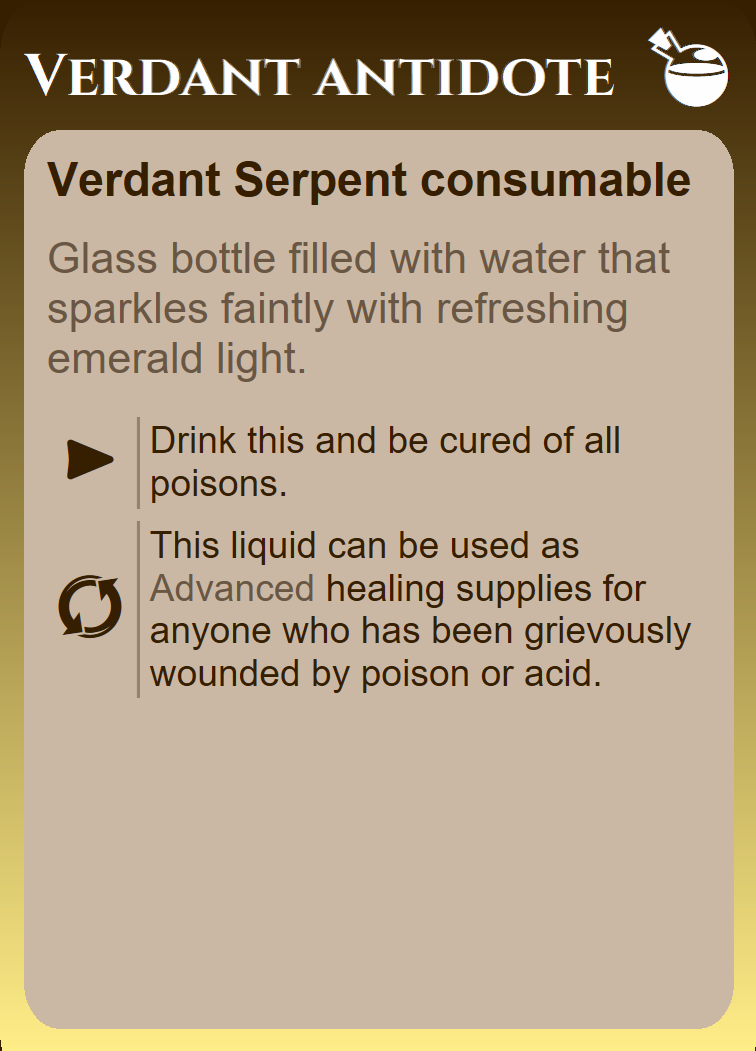 Verdant antidote
Verdant Serpent consumable
Glass bottle filled with water that
sparkles faintly with refreshing
emerald light.
Drink this and be cured of all
poisons.
This liquid can be used as
Advanced healing supplies for
anyone who has been grievously
wounded by poison or acid.